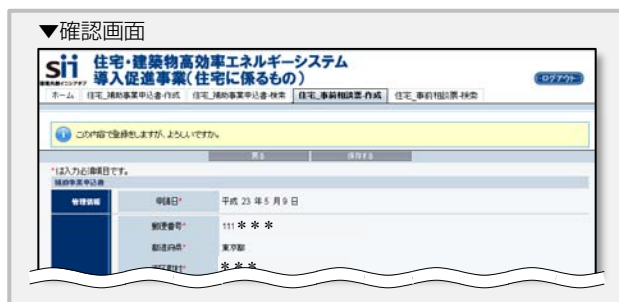 ▼確認画面
sii 住宅・建築物高効率エネルギーシステム
導入促進事業(住宅に係るもの)
ログアウト
ホーム 住宅_補助事業申込書-作成 住宅_補助事業申込書-検索 住宅_事前相談票-作成 住宅_事前相談票-検索
この内容で登録をしますが、よろしいですか。
戻る 保存する
*は入力必須項目です。
補助事業申込書
管理情報 申請日* 平成 23 年 5 月 9 日
郵便番号* 111 ***
都道府県* 東京都
***